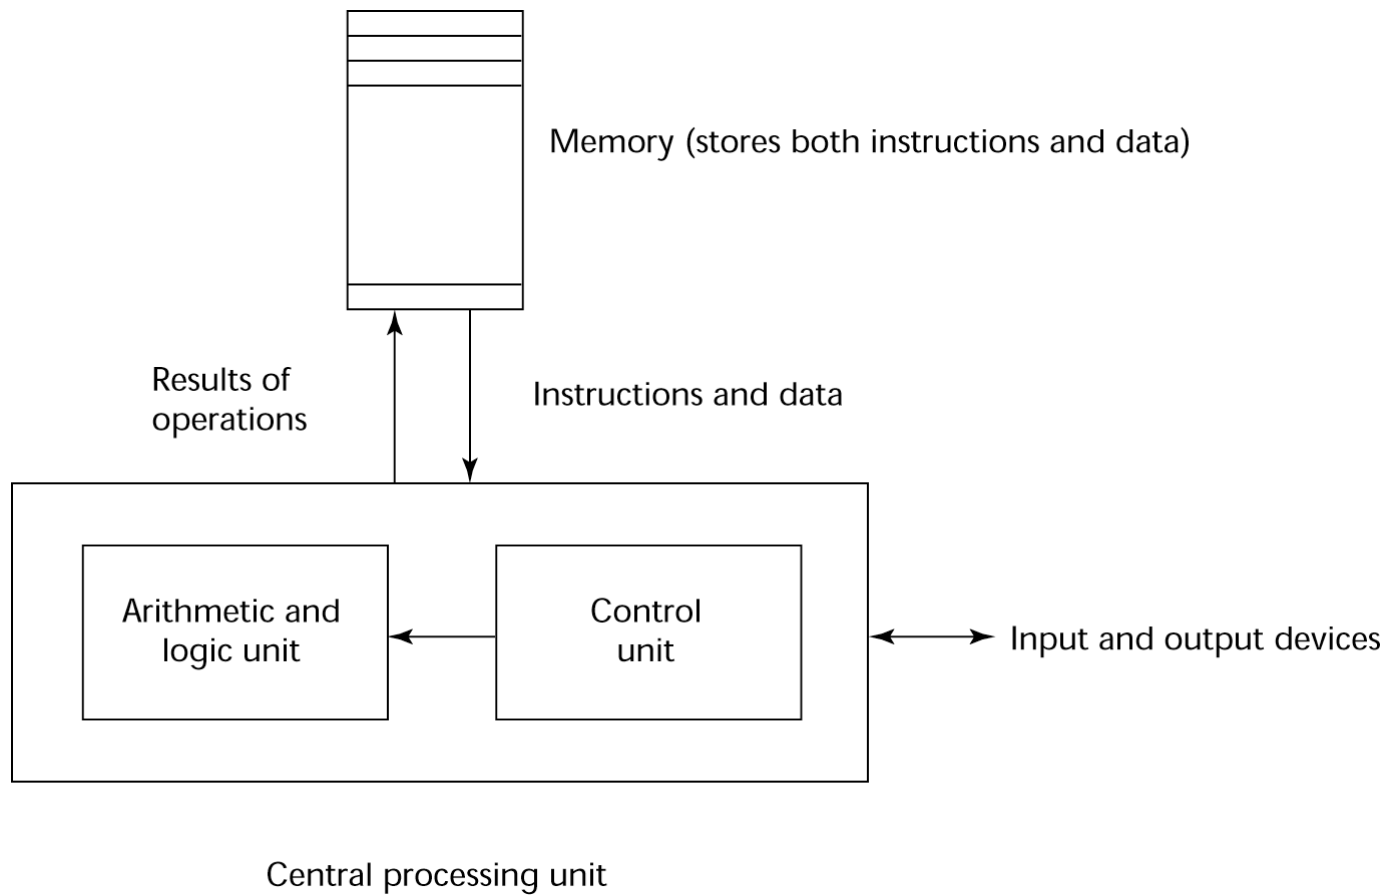 Memory (stores both instructions and data)
Results of
operations
Instructions and data
Arithmetic and
logic unit
Control
unit
Input and output devices
Central processing unit